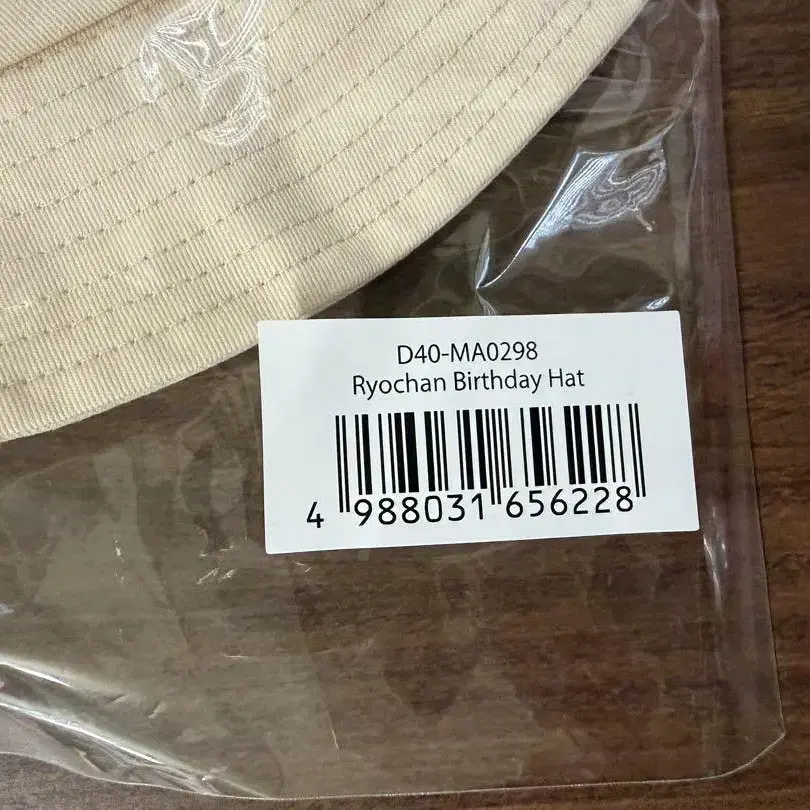 D40-MA0298
Ryochan Birthday Hat
4 988031 656228